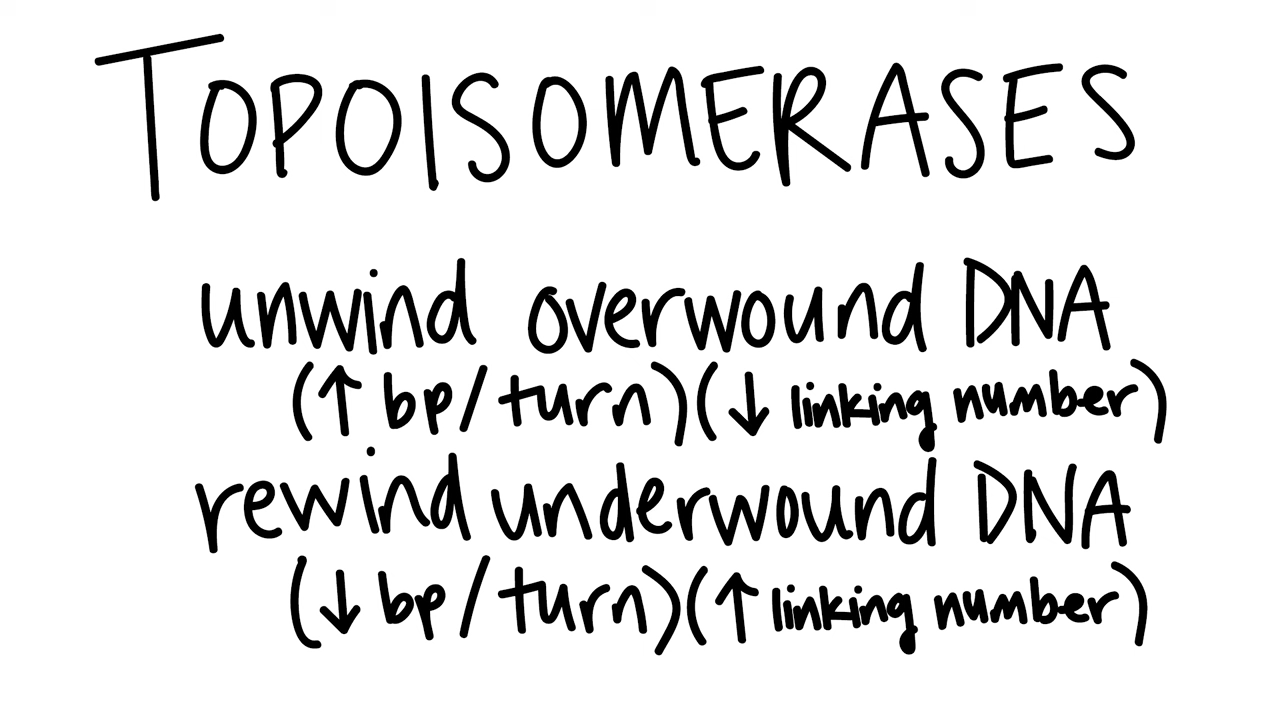 TOPOISOMERASES
unwind overwound DNA
(↑ bp/turn)(↓ linking number)
rewind underwound DNA
(↓ bp/turn)(↑ linking number)